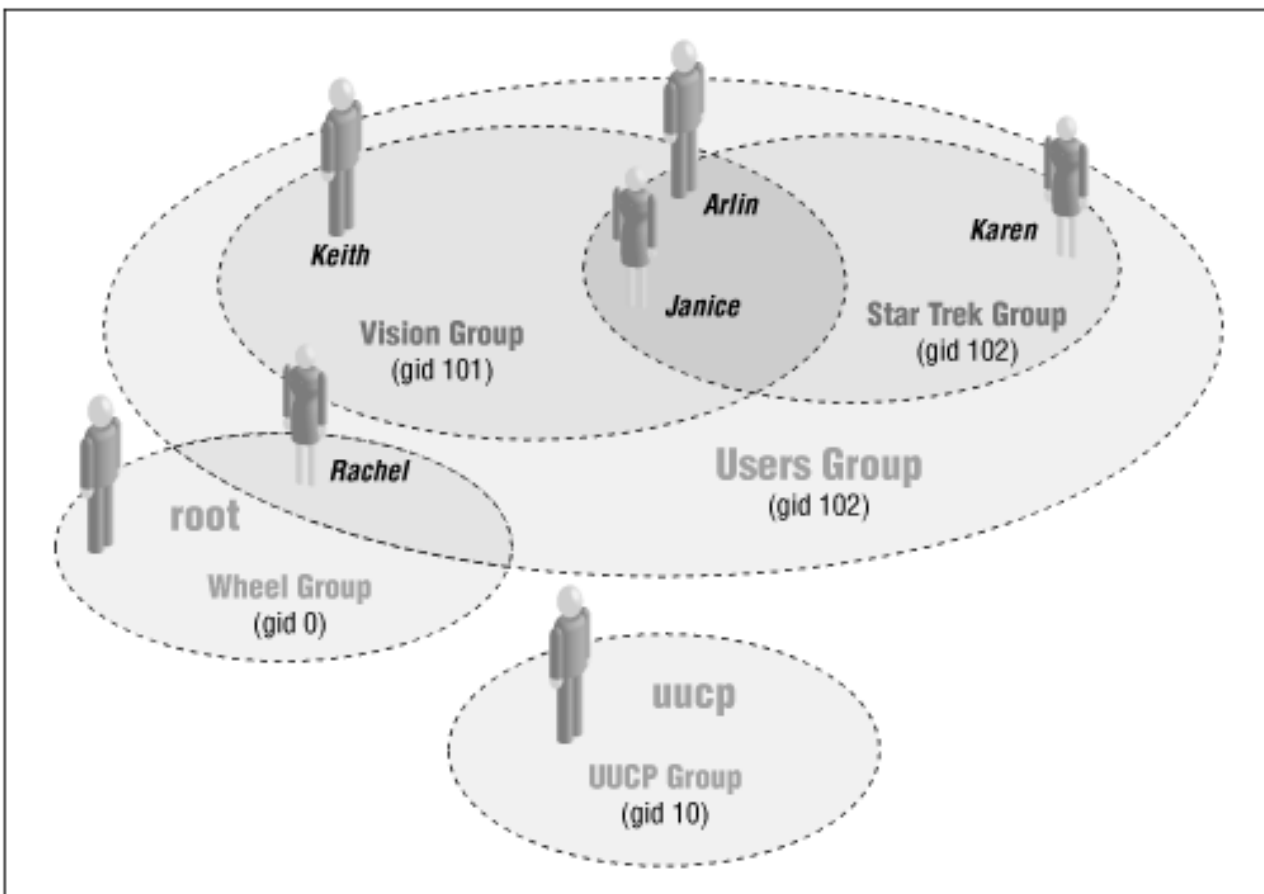 Arlin
Keith
Karen
Janice
Vision Group
(gid 101)
Star Trek Group
(gid 102)
Rachel
Users Group
(gid 102)
root
Wheel Group
(gid 0)
uucp
UUCP Group
(gid 10)